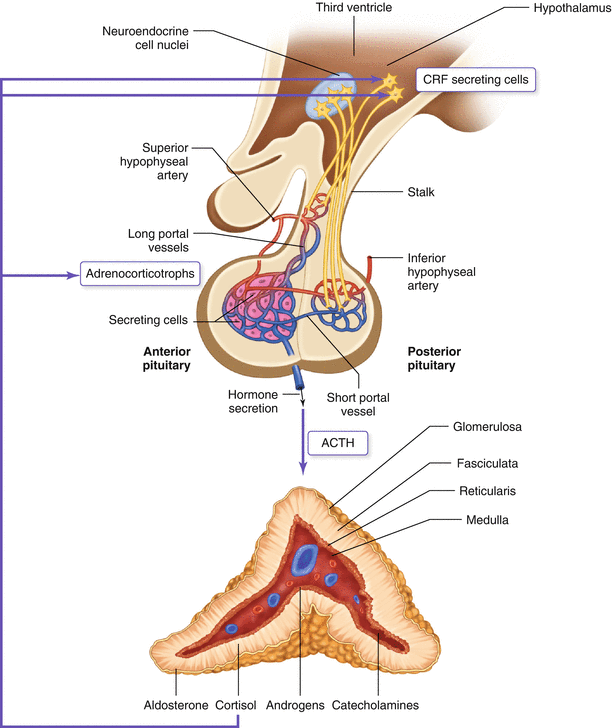 Third ventricle
Hypothalamus
Neuroendocrine
cell nuclei
CRF secreting cells
Superior
hypophyseal
artery
Stalk
Long portal
vessels
Inferior
hypophyseal
artery
Adrenocorticotrophs
Secreting cells
Anterior
pituitary
Posterior
pituitary
Hormone
secretion
Short portal
vessel
ACTH
Glomerulosa
Fasciculata
Reticularis
Medulla
Aldosterone
Cortisol
Androgens
Catecholamines